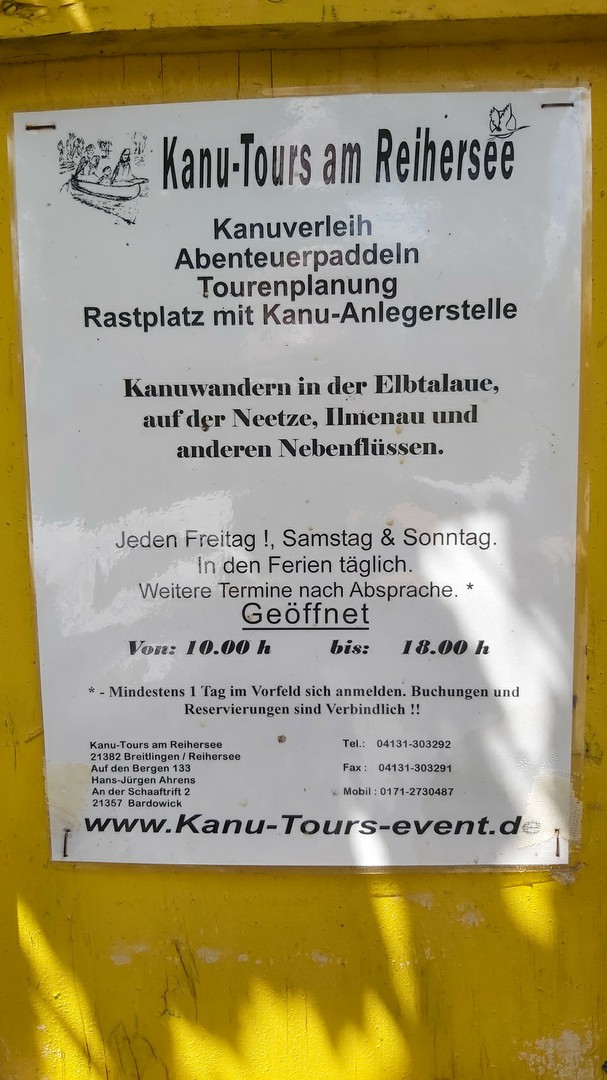 Kanu-Tours am Reihersee
Kanuverleih
Abenteuerpaddeln
Tourenplanung
Rastplatz mit Kanu-Anlegerstelle
Kanuwandern in der Elbtalaue,
auf der Neetze, Ilmenau und
anderen Nebenflüssen.
Jeden Freitag !, Samstag & Sonntag.
In den Ferien täglich.
Weitere Termine nach Absprache. *
Geöffnet
Von: 10.00 h bis: 18.00 h
* - Mindestens 1 Tag im Vorfeld sich anmelden. Buchungen und
Reservierungen sind Verbindlich !!
Kanu-Tours am Reihersee
21382 Breitlingen / Reihersee
Auf den Bergen 133
Hans-Jürgen Ahrens
An der Schaaftrift 2
21357 Bardowick
Tel.: 04131-303292
Fax : 04131-303291
Mobil : 0171-2730487
www.Kanu-Tours-event.de